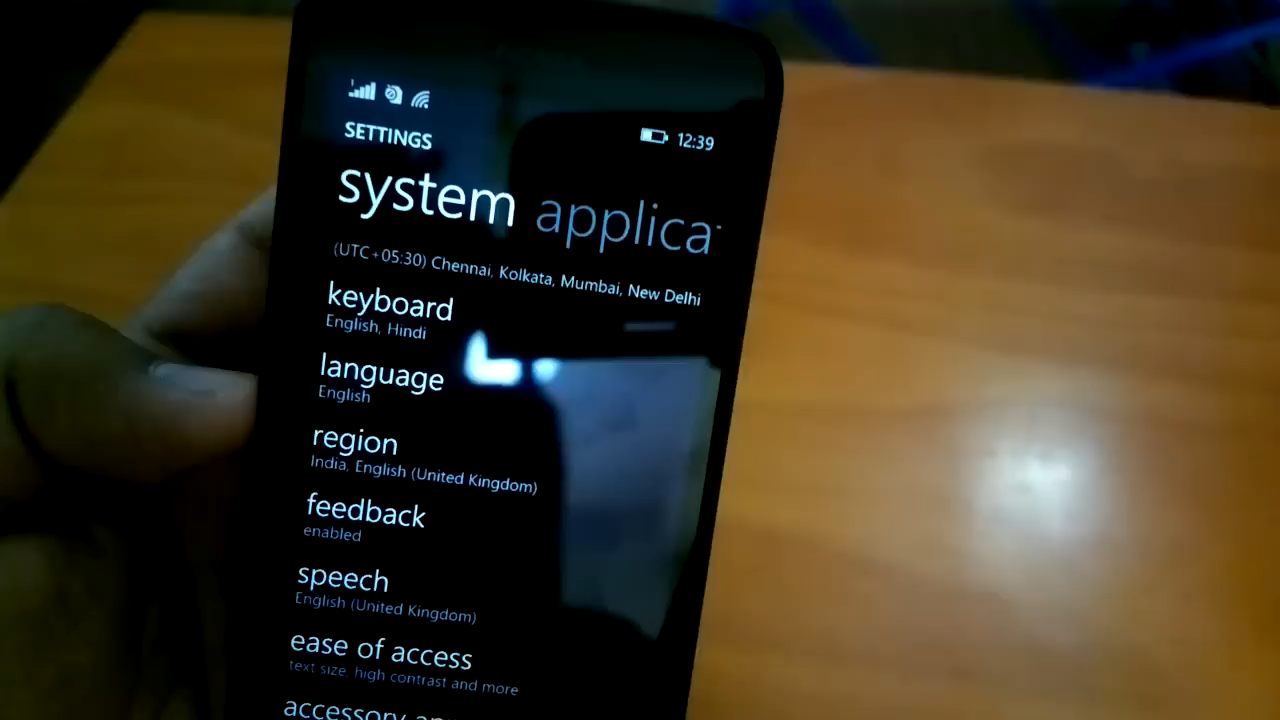 12:39
SETTINGS
system applica
(UTC+05:30) Chennai, Kolkata, Mumbai, New Delhi
keyboard
English, Hindi
language
English
region
India, English (United Kingdom)
feedback
enabled
speech
English (United Kingdom)
ease of access
text size, high contrast and more
accessory